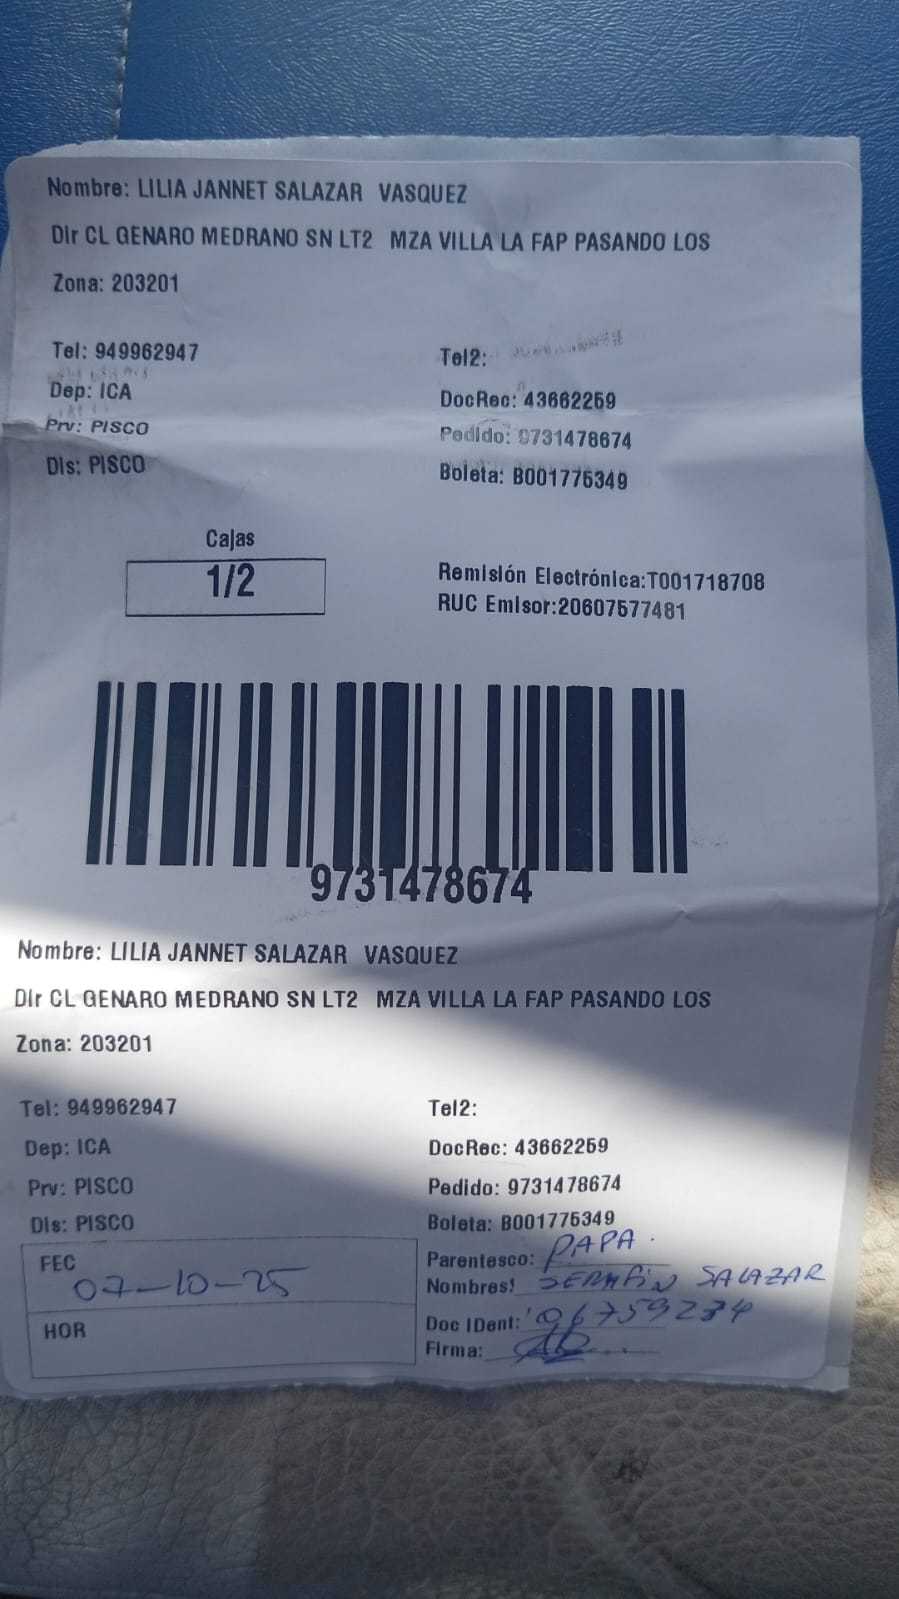 Nombre: LILIA JANNET SALAZAR VASQUEZ
Dir CL GENARO MEDRANO SN LT2 MZA VILLA LA FAP PASANDO LOS
Zona: 203201
Tel: 949962947 Tel2:
Dep: ICA DocRec: 43662259
Prv: PISCO Pedido: 9731478674
Dis: PISCO Boleta: B001775349
Cajas
1/2
Remisión Electrónica:T001718708
RUC Emisor:20607577481
9731478674
Nombre: LILIA JANNET SALAZAR VASQUEZ
Dir CL GENARO MEDRANO SN LT2 MZA VILLA LA FAP PASANDO LOS
Zona: 203201
Tel: 949962947 Tel2:
Dep: ICA DocRec: 43662259
Prv: PISCO Pedido: 9731478674
Dis: PISCO Boleta: B001775349
FEC 07-10-25
HOR
Parentesco: PAPA.
Nombres: SERAFIN SALAZAR
Doc IDent: 06759234
Firma: